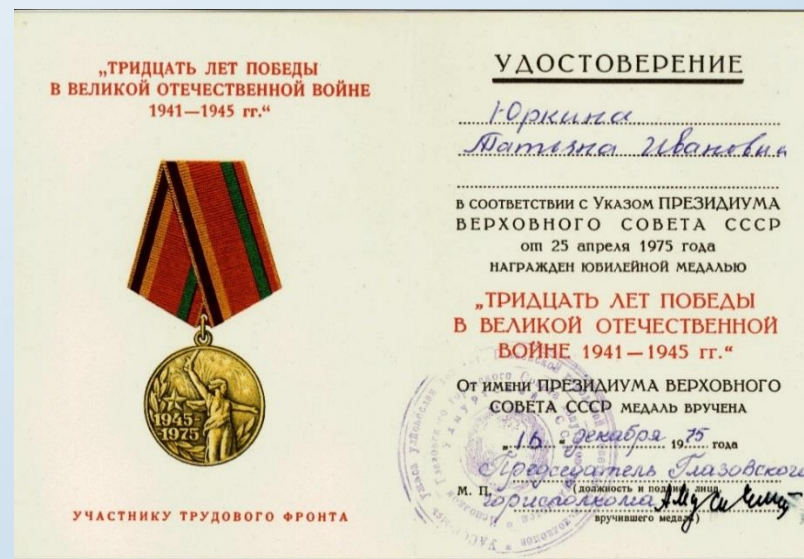 „ТРИДЦАТЬ ЛЕТ ПОБЕДЫ
В ВЕЛИКОЙ ОТЕЧЕСТВЕННОЙ ВОЙНЕ
1941—1945 гг.“
1945-
1975
УЧАСТНИКУ ТРУДОВОГО ФРОНТА
УДОСТОВЕРЕНИЕ
Юркина
Татьяна Ивановна
в соответствии с Указом ПРЕЗИДИУМА
ВЕРХОВНОГО СОВЕТА СССР
от 25 апреля 1975 года
НАГРАЖДЕН ЮБИЛЕЙНОЙ МЕДАЛЬЮ
„ТРИДЦАТЬ ЛЕТ ПОБЕДЫ
В ВЕЛИКОЙ ОТЕЧЕСТВЕННОЙ
ВОЙНЕ 1941—1945 гг.“
От имени ПРЕЗИДИУМА ВЕРХОВНОГО
СОВЕТА СССР МЕДАЛЬ ВРУЧЕНА
„16“ декабря 1975 года
Председатель Глазовского
М. П. (должность и подпись лица,
горисполкома
вручившего медаль)